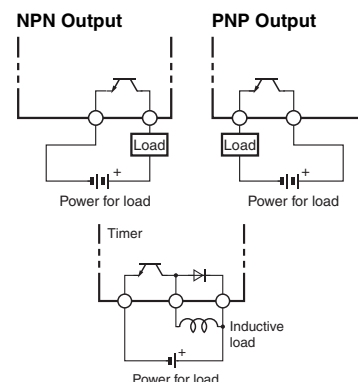 NPN Output
PNP Output
Load
+
Power for load
Load
+
Power for load
Timer
Inductive
load
+
Power for load